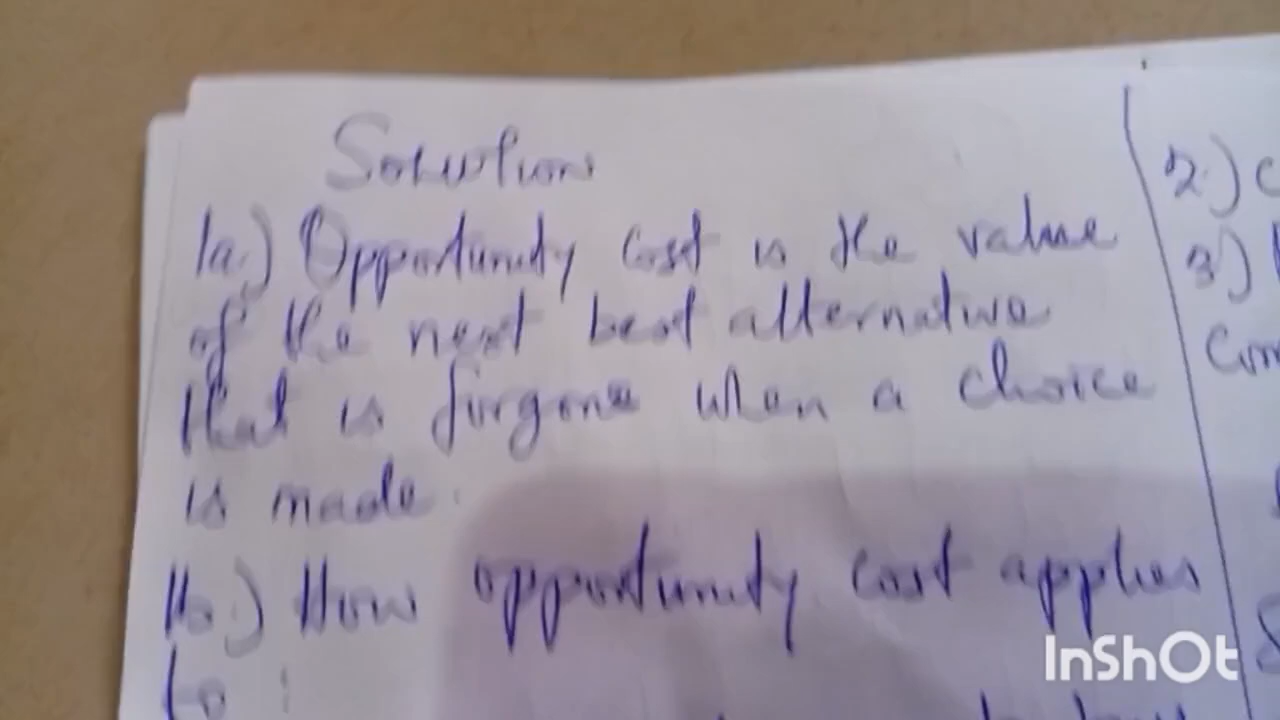 Solution
1a.) Opportunity cost is the value
of the next best alternative
that is forgone when a choice
is made.
1b.) How opportunity cost applies
to :
2.)
3)
InShOt